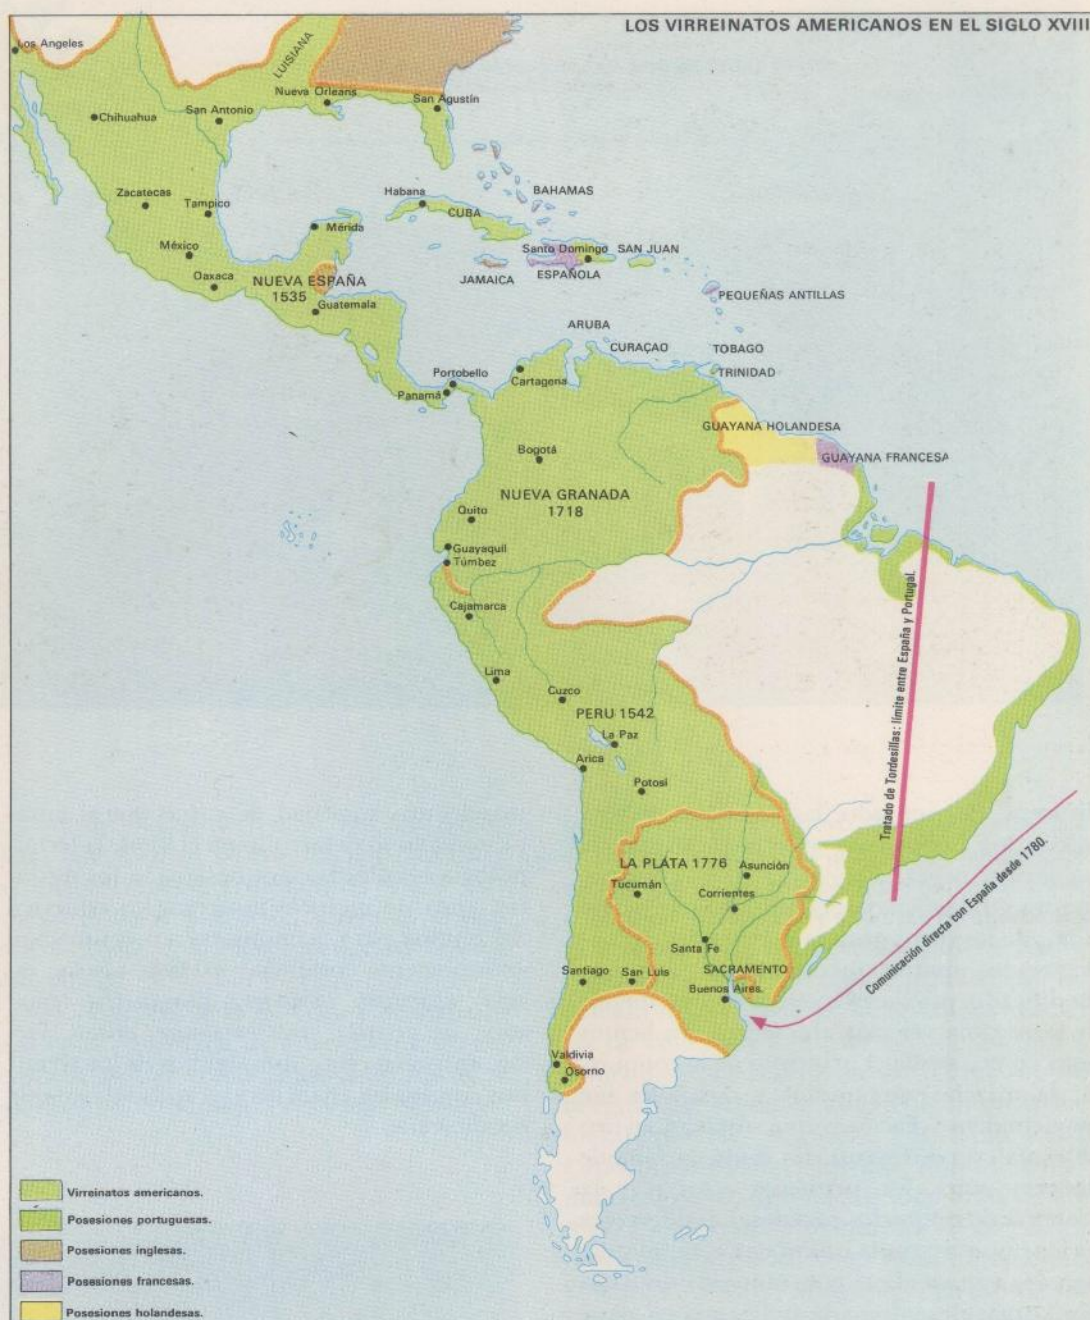 LOS VIRREINATOS AMERICANOS EN EL SIGLO XVIII
Los Angeles
LUISIANA
Nueva Orleans
San Agustín
Chihuahua
San Antonio
Zacatecas
Tampico
Habana
CUBA
BAHAMAS
Mérida
México
Santo Domingo
SAN JUAN
Oaxaca
NUEVA ESPAÑA
1535
JAMAICA
ESPAÑOLA
Guatemala
PEQUEÑAS ANTILLAS
ARUBA
CURAÇAO
TOBAGO
TRINIDAD
Portobello
Panamá
Cartagena
GUAYANA HOLANDESA
GUAYANA FRANCESA
Bogotá
NUEVA GRANADA
1718
Quito
Guayaquil
Túmbez
Cajamarca
Tratado de Tordesillas: límite entre España y Portugal.
Lima
Cuzco
PERU 1542
La Paz
Arica
Potosí
LA PLATA 1776
Asunción
Tucumán
Corrientes
Santa Fe
Comunicación directa con España desde 1780.
Santiago
San Luis
SACRAMENTO
Buenos Aires.
Valdivia
Osorno
Virreinatos americanos.
Posesiones portuguesas.
Posesiones inglesas.
Posesiones francesas.
Posesiones holandesas.